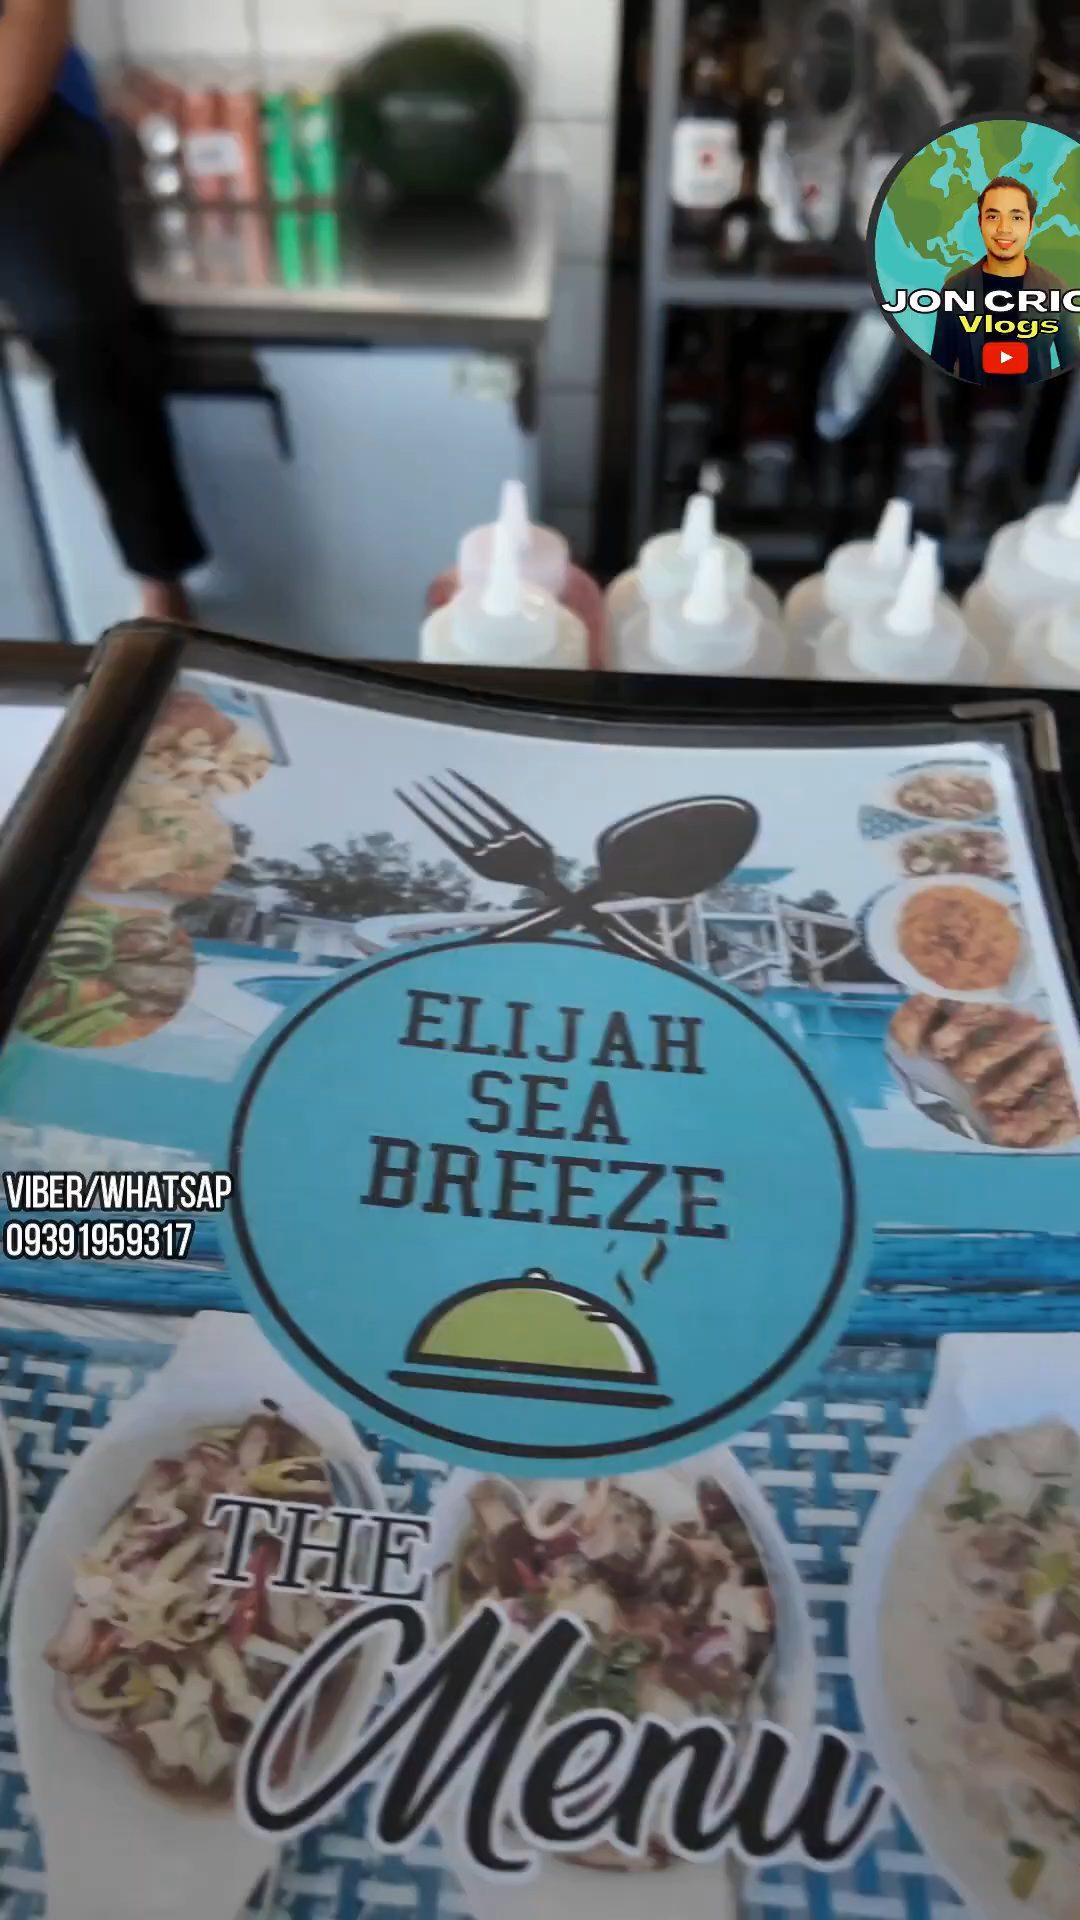 JON CRIC
Vlogs
ELIJAH
SEA
BREEZE
VIBER/WHATSAP
09391959317
THE
Menu